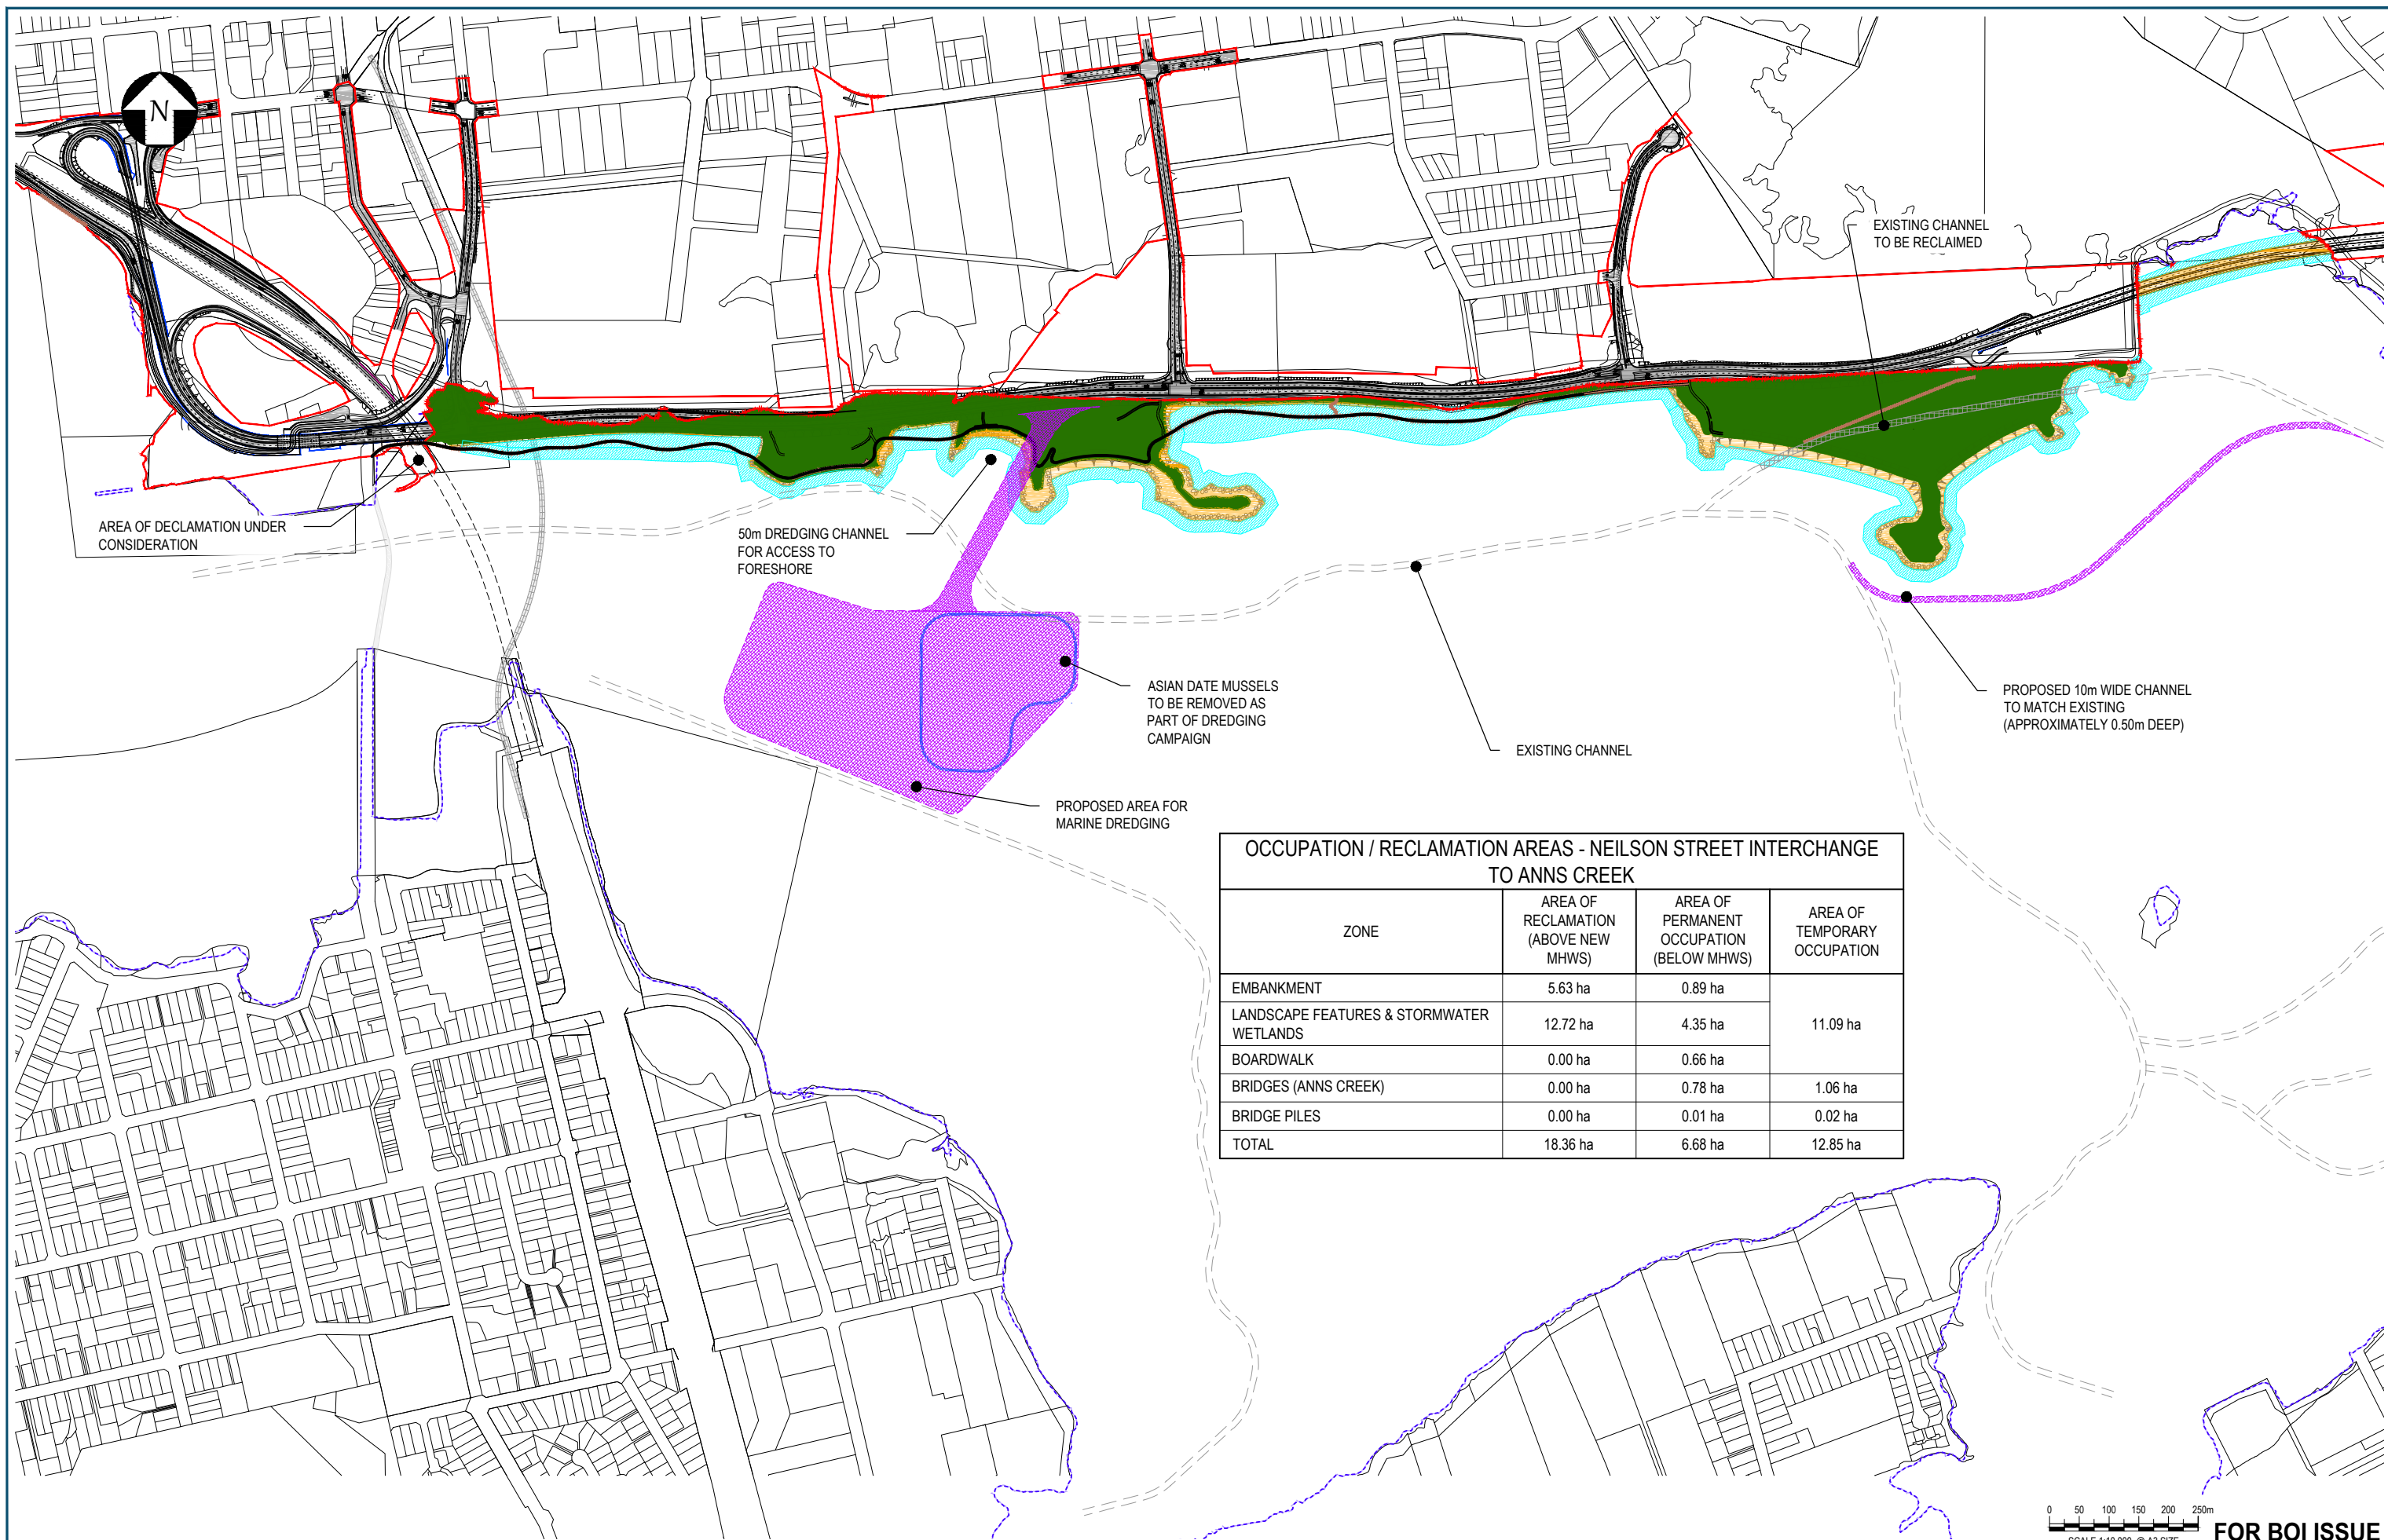 N
EXISTING CHANNEL
TO BE RECLAIMED
AREA OF DECLAMATION UNDER
CONSIDERATION
50m DREDGING CHANNEL
FOR ACCESS TO
FORESHORE
ASIAN DATE MUSSELS
TO BE REMOVED AS
PART OF DREDGING
CAMPAIGN
EXISTING CHANNEL
PROPOSED 10m WIDE CHANNEL
TO MATCH EXISTING
(APPROXIMATELY 0.50m DEEP)
PROPOSED AREA FOR
MARINE DREDGING
OCCUPATION / RECLAMATION AREAS - NEILSON STREET INTERCHANGE
TO ANNS CREEK
ZONE
AREA OF
RECLAMATION
(ABOVE NEW
MHWS)
AREA OF
PERMANENT
OCCUPATION
(BELOW MHWS)
AREA OF
TEMPORARY
OCCUPATION
EMBANKMENT 5.63 ha 0.89 ha
LANDSCAPE FEATURES & STORMWATER
WETLANDS 12.72 ha 4.35 ha 11.09 ha
BOARDWALK 0.00 ha 0.66 ha
BRIDGES (ANNS CREEK) 0.00 ha 0.78 ha 1.06 ha
BRIDGE PILES 0.00 ha 0.01 ha 0.02 ha
TOTAL 18.36 ha 6.68 ha 12.85 ha
0 50 100 150 200 250m
SCALE 1:10,000 @ A3 SIZE
FOR BOI ISSUE